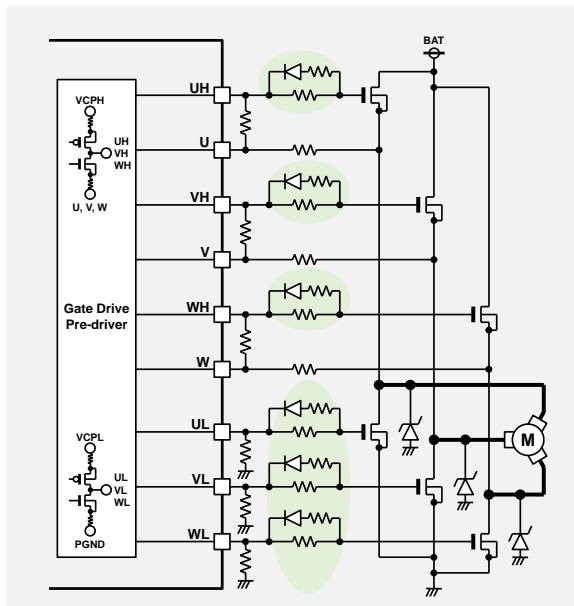 BAT
UH
VCPH
UH
VH
WH
U
U, V, W
VH
V
Gate Drive
Pre-driver
WH
W
UL
VCPL
M
UL
VL
WL
VL
PGND
WL